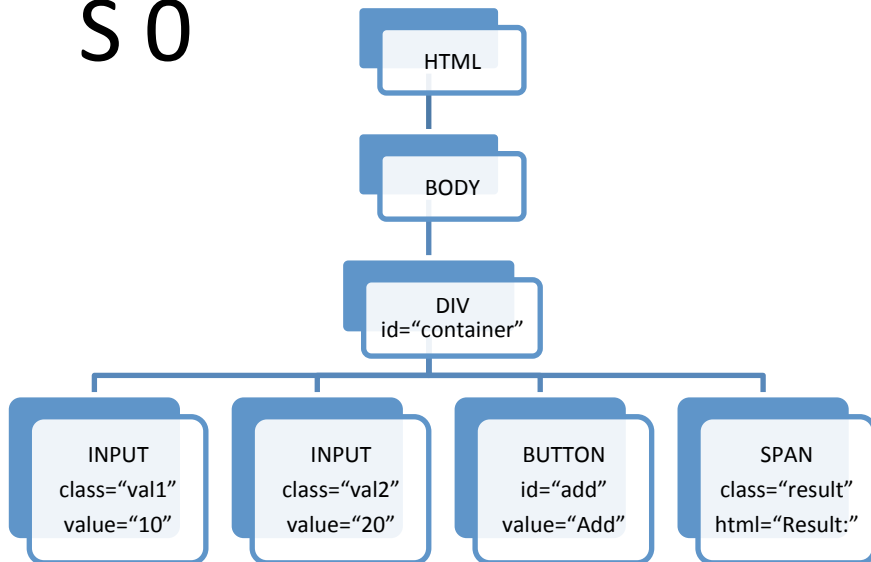 S 0
HTML
BODY
DIV
id=“container”
INPUT
class=“val1”
value=“10”
INPUT
class=“val2”
value=“20”
BUTTON
id=“add”
value=“Add”
SPAN
class=“result”
html=“Result:”